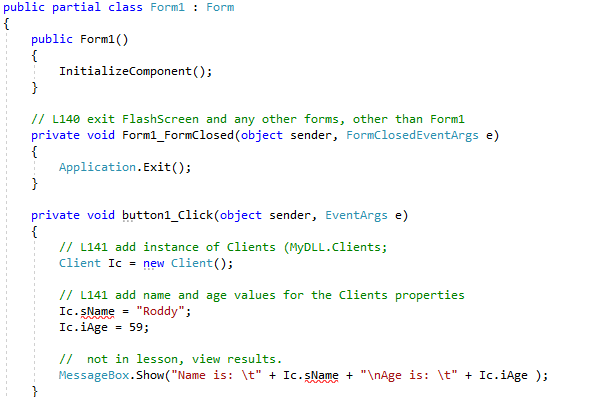 public partial class Form1 : Form
{
public Form1()
{
InitializeComponent();
}
// L140 exit FlashScreen and any other forms, other than Form1
private void Form1_FormClosed(object sender, FormClosedEventArgs e)
{
Application.Exit();
}
private void button1_Click(object sender, EventArgs e)
{
// L141 add instance of Clients (MyDLL.Clients;
Client Ic = new Client();
// L141 add name and age values for the Clients properties
Ic.sName = "Roddy";
Ic.iAge = 59;
//  not in lesson, view results.
MessageBox.Show("Name is: \t" + Ic.sName + "\nAge is: \t" + Ic.iAge );
}